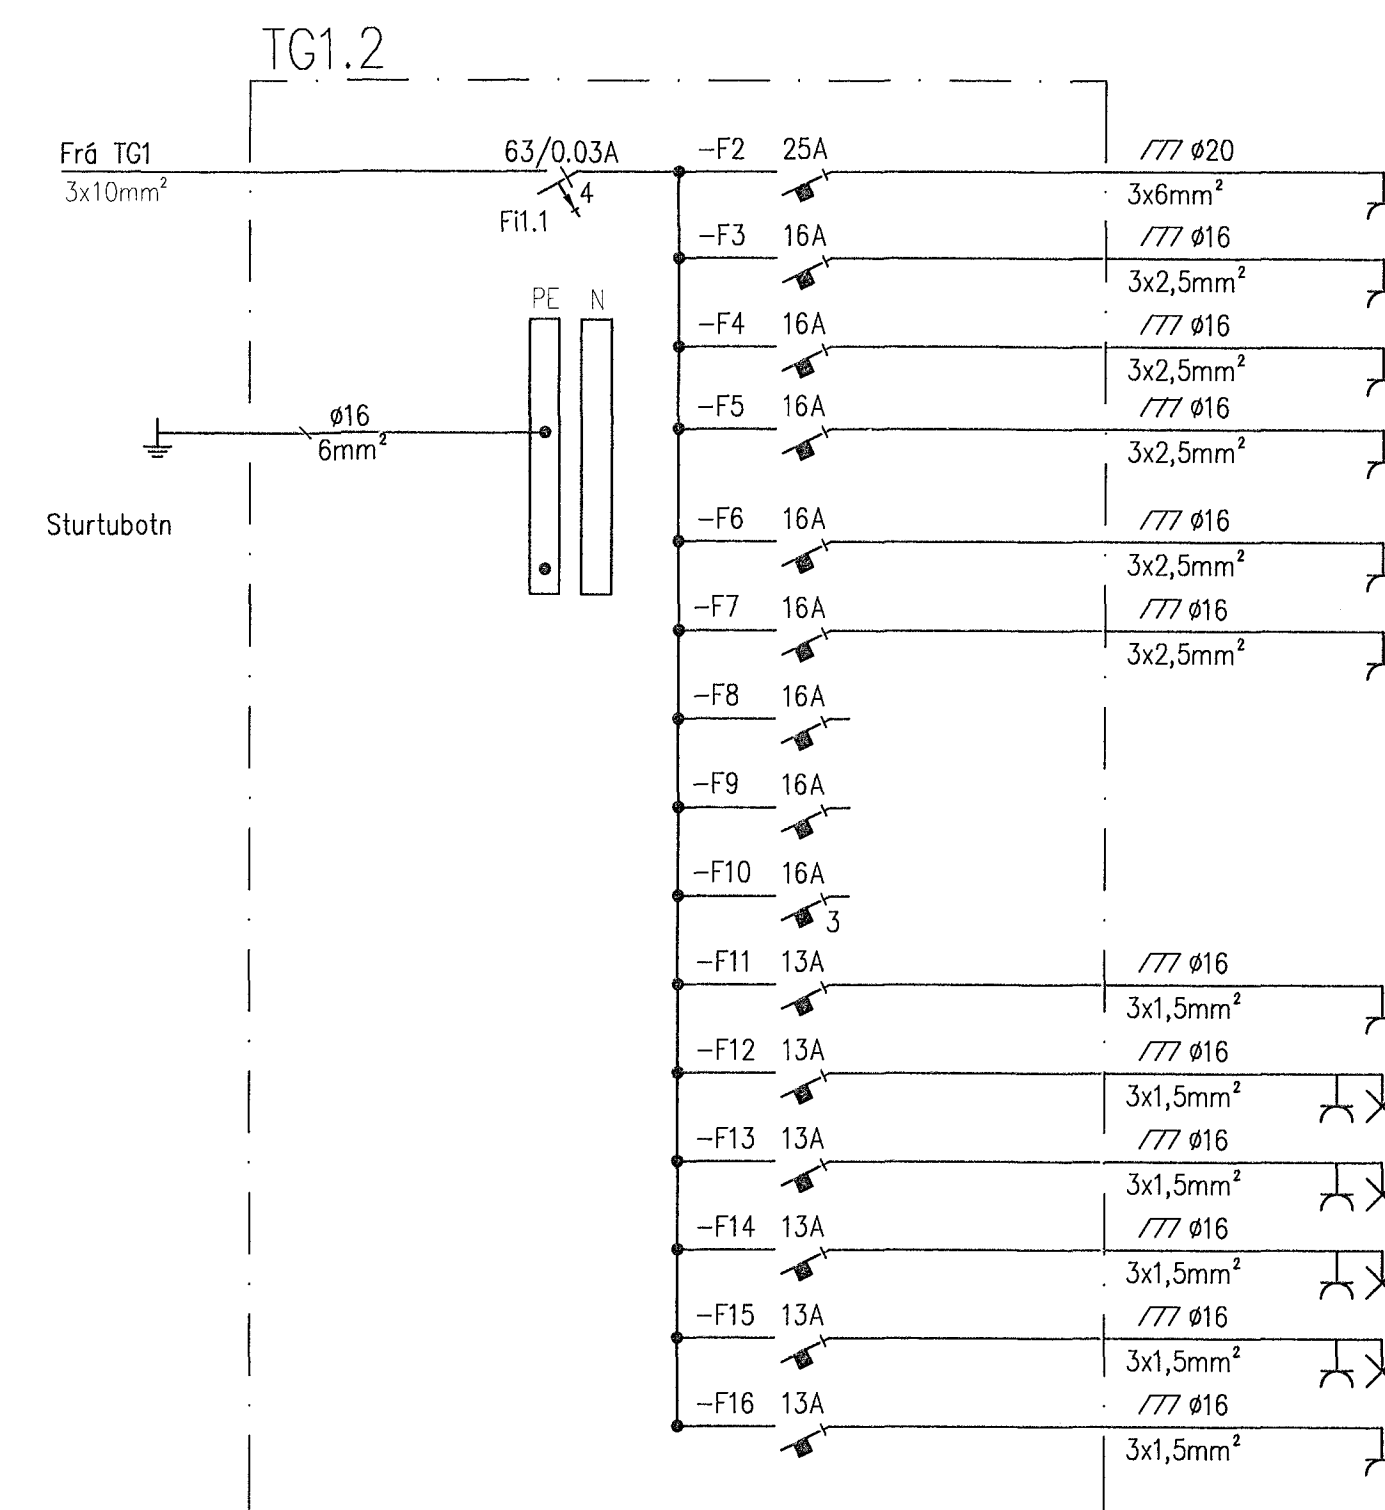 TG1.2
Frá TG1
3x10mm²
63/0.03A
4
Fi1.1
-F2 25A ø20
3x6mm²
-F3 16A ø16
3x2,5mm²
PE N
-F4 16A ø16
3x2,5mm²
-F5 16A ø16
3x2,5mm²
ø16
6mm²
Sturtubotn
-F6 16A ø16
3x2,5mm²
-F7 16A ø16
3x2,5mm²
-F8 16A
-F9 16A
-F10 16A
3
-F11 13A ø16
3x1,5mm²
-F12 13A ø16
3x1,5mm²
-F13 13A ø16
3x1,5mm²
-F14 13A ø16
3x1,5mm²
-F15 13A ø16
3x1,5mm²
-F16 13A ø16
3x1,5mm²